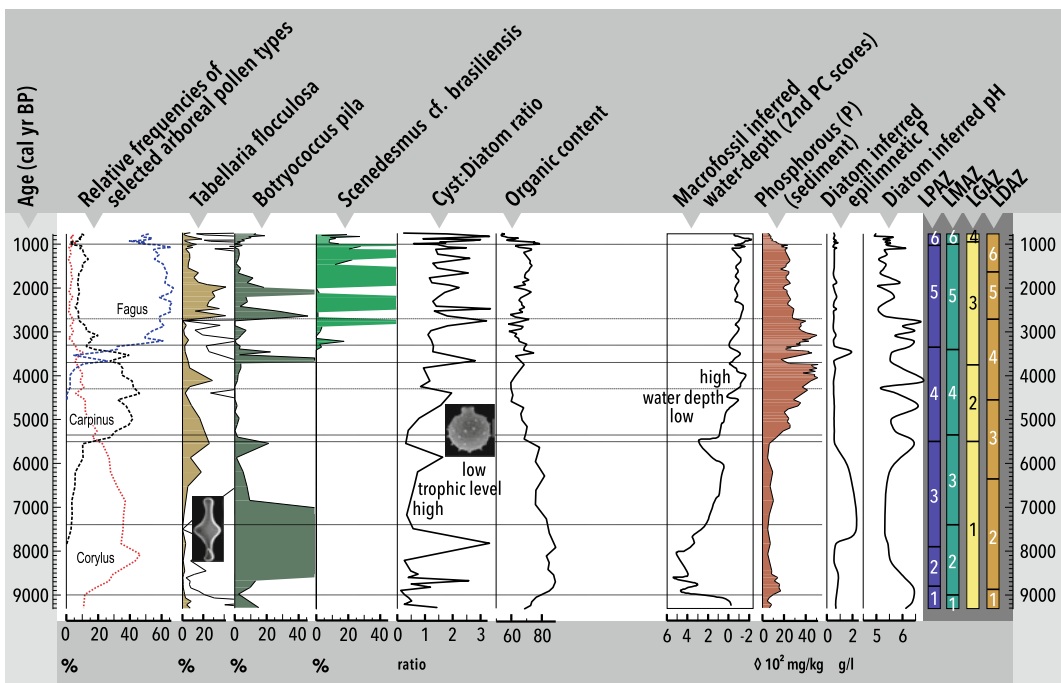 Age (cal yr BP)
Relative frequencies of
selected arboreal pollen types
Tabellaria flocculosa
Botryococcus pila
Scenedesmus cf. brasiliensis
Cyst:Diatom ratio
Organic content
Macrofossil inferred
water-depth (2nd PC scores)
Phosphorous (P)
(sediment)
Diatom inferred
epilimnetic P
Diatom inferred pH
LPAZ
LMAZ
LGAZ
LDAZ
1000
2000
3000
4000
5000
6000
7000
8000
9000
Fagus
Carpinus
Corylus
low
trophic level
high
high
water depth
low
6
5
4
3
2
1
6
5
4
3
2
1
4
3
2
1
6
5
4
3
2
1
1000
2000
3000
4000
5000
6000
7000
8000
9000
0 20 40 60
0 20
0 20 40
0 20 40
0 1 2 3
60 80
6 4 2 0 -2
0 20 40
0 2
5 6
%
%
%
%
ratio
◊ 10² mg/kg
g/l